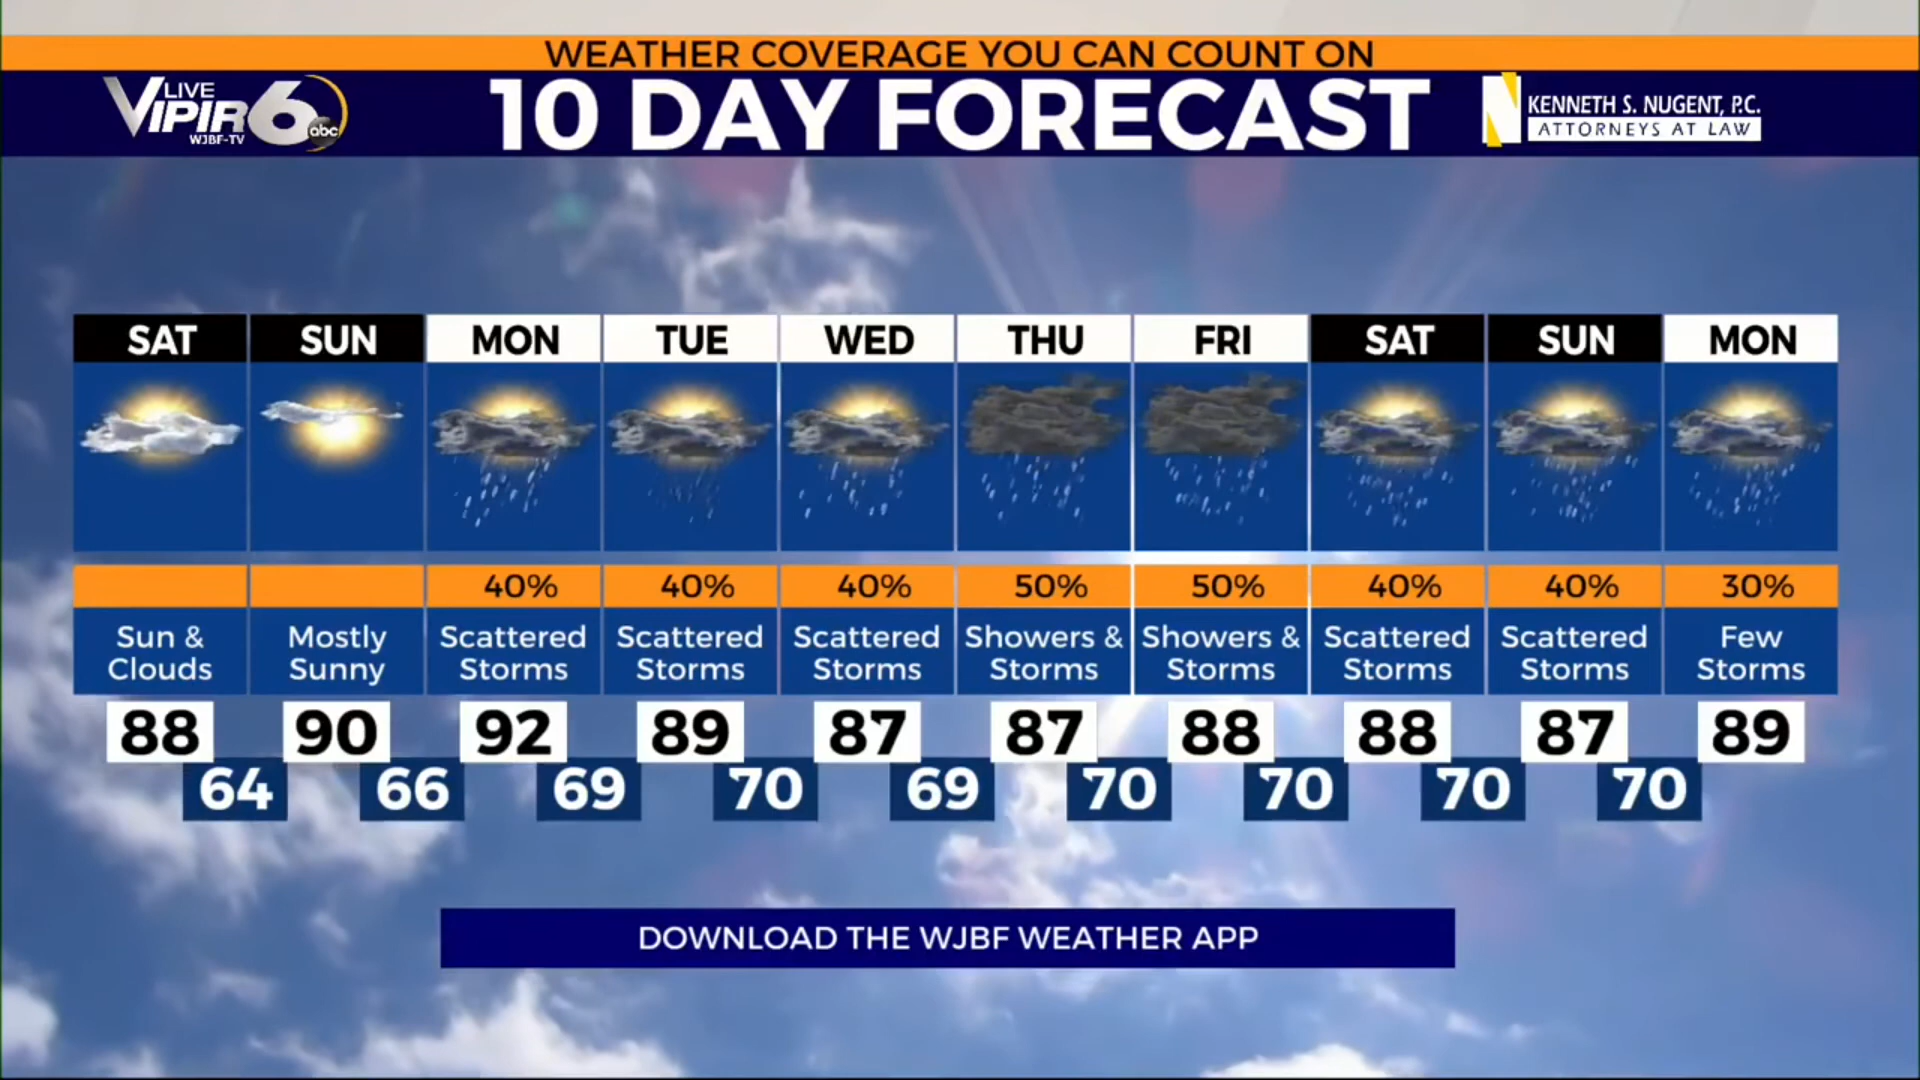 WEATHER COVERAGE YOU CAN COUNT ON
LIVE
VIPIR 6
abc
WJBF-TV
10 DAY FORECAST
N
KENNETH S. NUGENT, P.C.
ATTORNEYS AT LAW
SAT SUN MON TUE WED THU FRI SAT SUN MON
40% 40% 40% 50% 50% 40% 40% 30%
Sun & Mostly Scattered Scattered Scattered Showers & Showers & Scattered Scattered Few
Clouds Sunny Storms Storms Storms Storms Storms Storms Storms Storms
88 90 92 89 87 87 88 88 87 89
64 66 69 70 69 70 70 70 70
DOWNLOAD THE WJBF WEATHER APP